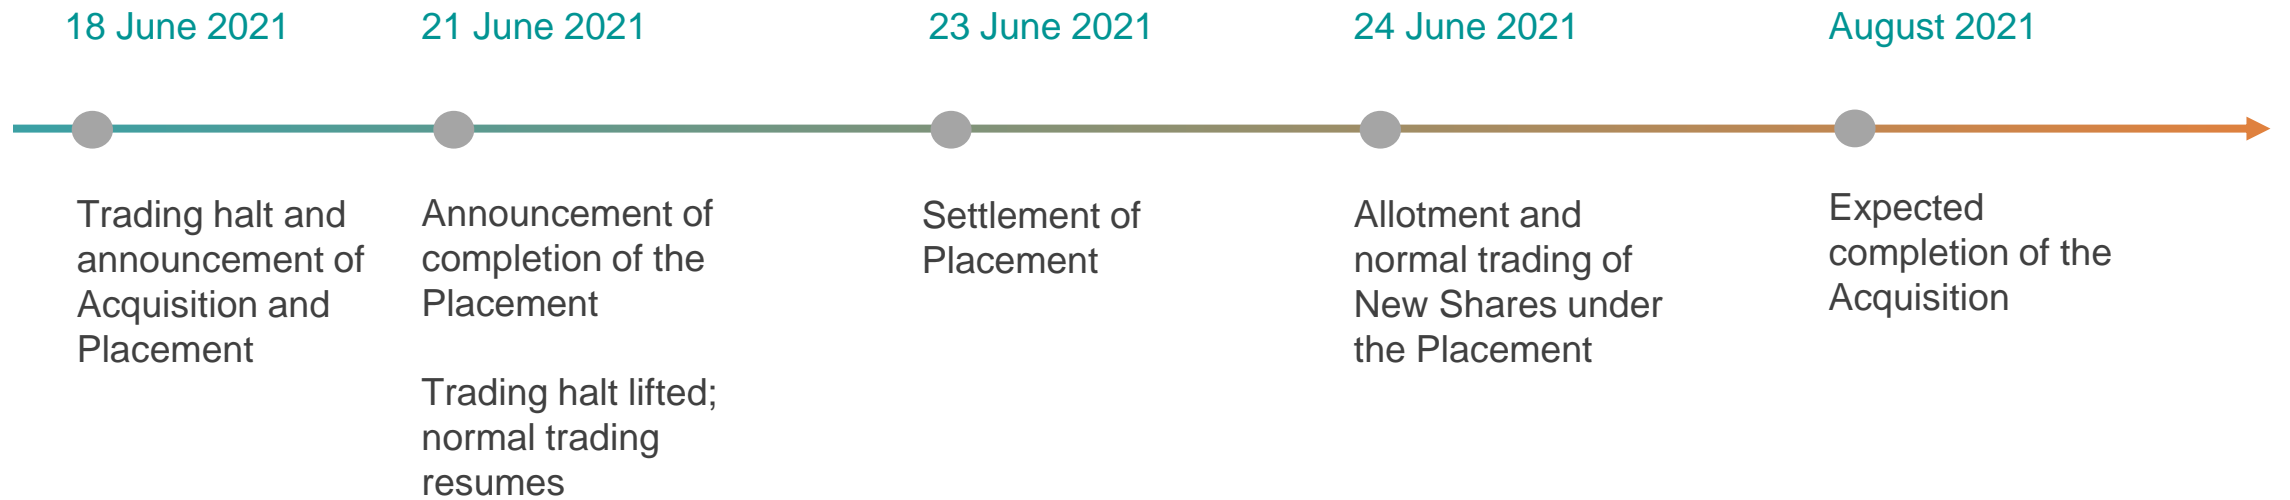 18 June 2021
21 June 2021
23 June 2021
24 June 2021
August 2021
Trading halt and
announcement of
Acquisition and
Placement
Announcement of
completion of the
Placement
Trading halt lifted;
normal trading
resumes
Settlement of
Placement
Allotment and
normal trading of
New Shares under
the Placement
Expected
completion of the
Acquisition